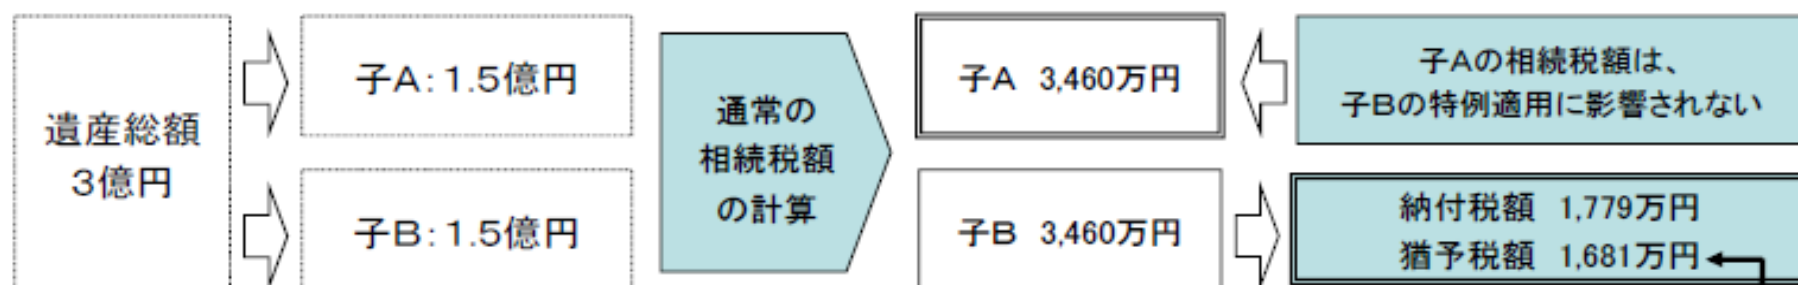 遺産総額
3億円
子A:1.5億円
子B:1.5億円
通常の
相続税額
の計算
子A 3,460万円
子B 3,460万円
子Aの相続税額は、
子Bの特例適用に影響されない
納付税額 1,779万円
猶予税額 1,681万円